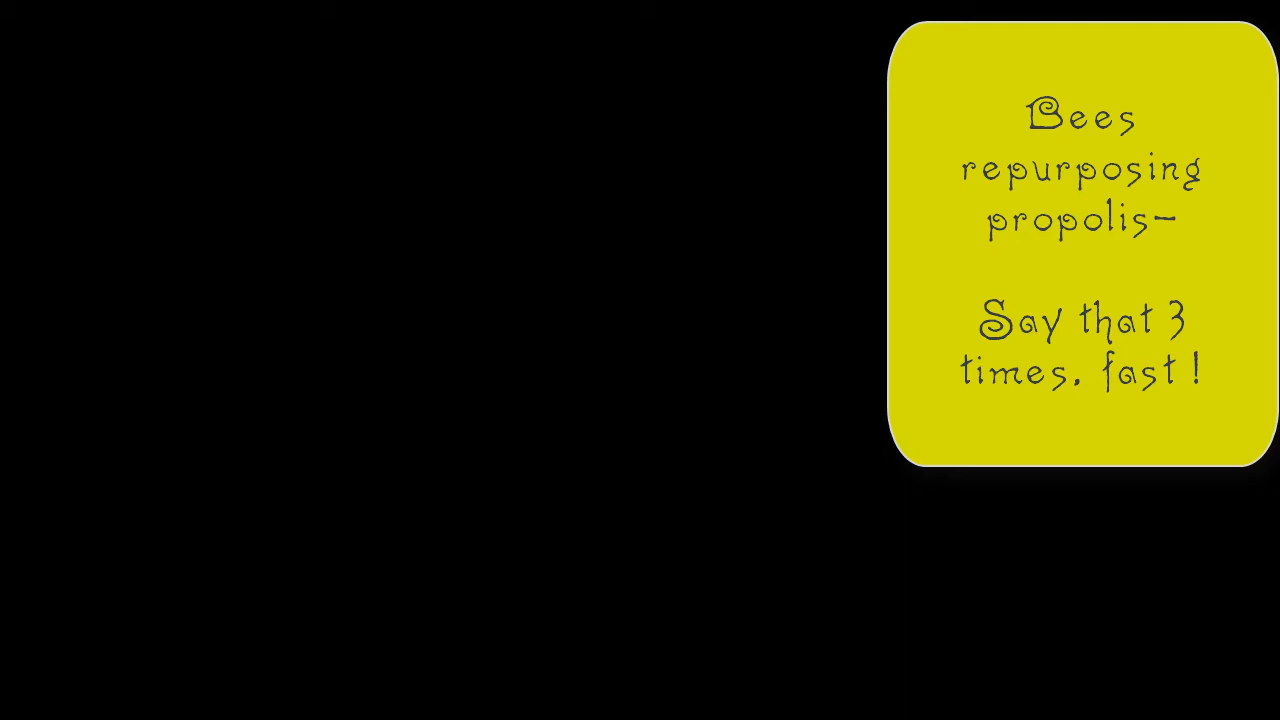 Bees
repurposing
propolis-
Say that 3
times, fast !